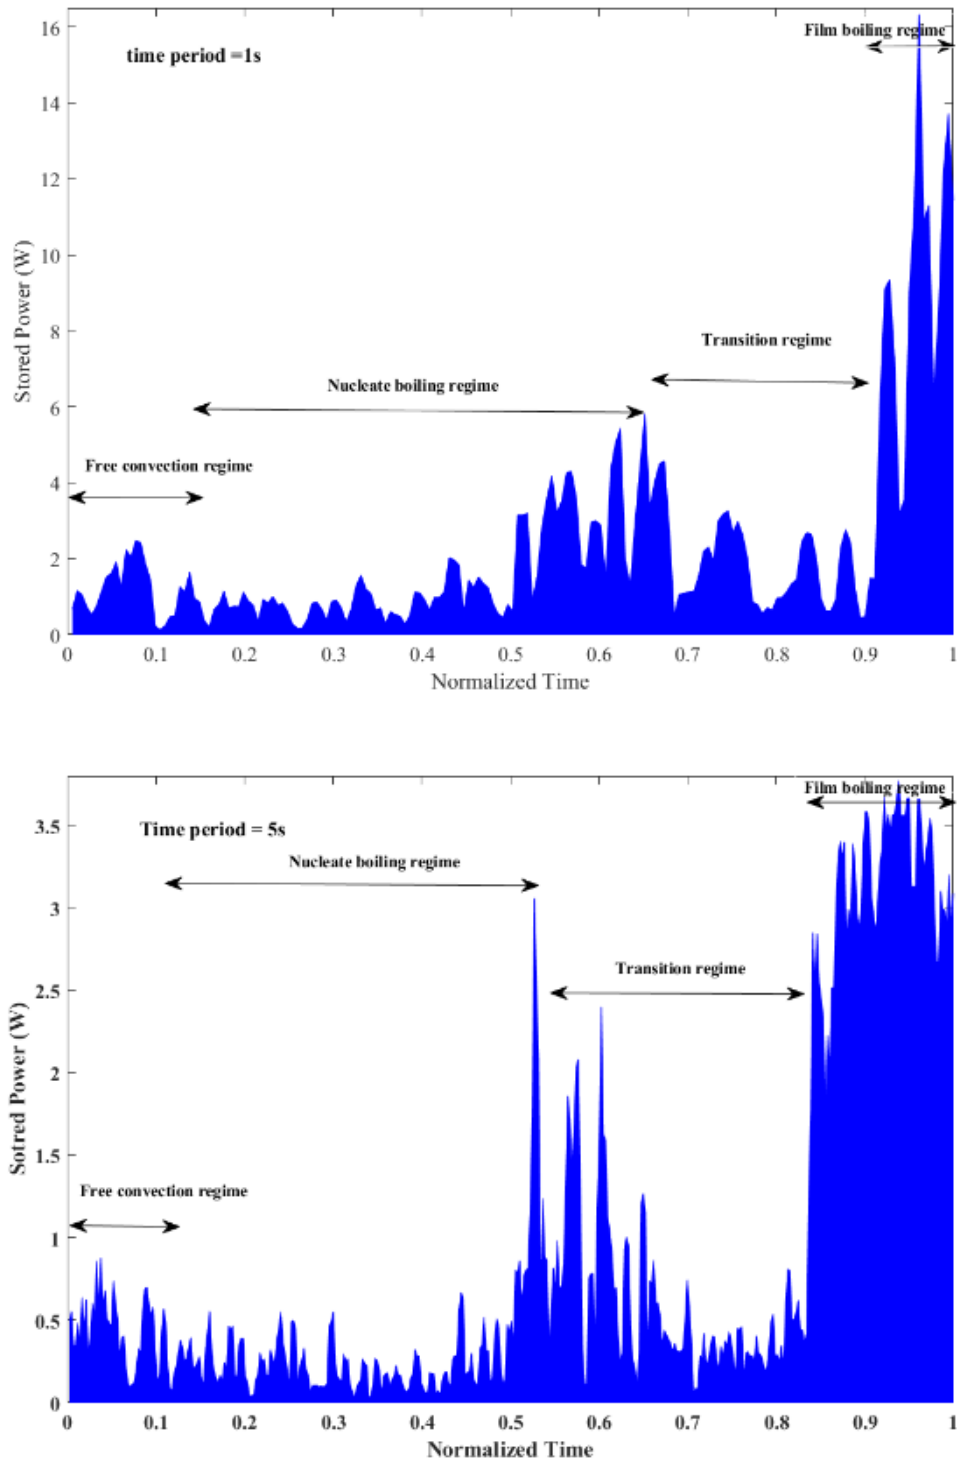 16
Film boiling regime
time period =1s
14
12
10
8
Transition regime
Nucleate boiling regime
6
Free convection regime
4
2
0
Stored Power (W)
0 0.1 0.2 0.3 0.4 0.5 0.6 0.7 0.8 0.9 1
Normalized Time
Film boiling regime
3.5
Time period = 5s
Nucleate boiling regime
3
Transition regime
2.5
2
1.5
Free convection regime
1
0.5
0
Sotred Power (W)
0 0.1 0.2 0.3 0.4 0.5 0.6 0.7 0.8 0.9 1
Normalized Time